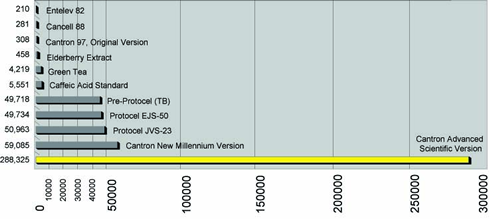 210 Entelev 82
281 Cancell 88
308 Cantron 97, Original Version
458 Elderberry Extract
4,219 Green Tea
5,551 Caffeic Acid Standard
49,718 Pre-Protocel (TB)
49,734 Protocel EJS-50
50,963 Protocel JVS-23
59,085 Cantron New Millennium Version
Cantron Advanced
Scientific Version
288,325
0 10000 20000 30000 40000 50000 100000 150000 200000 250000 300000